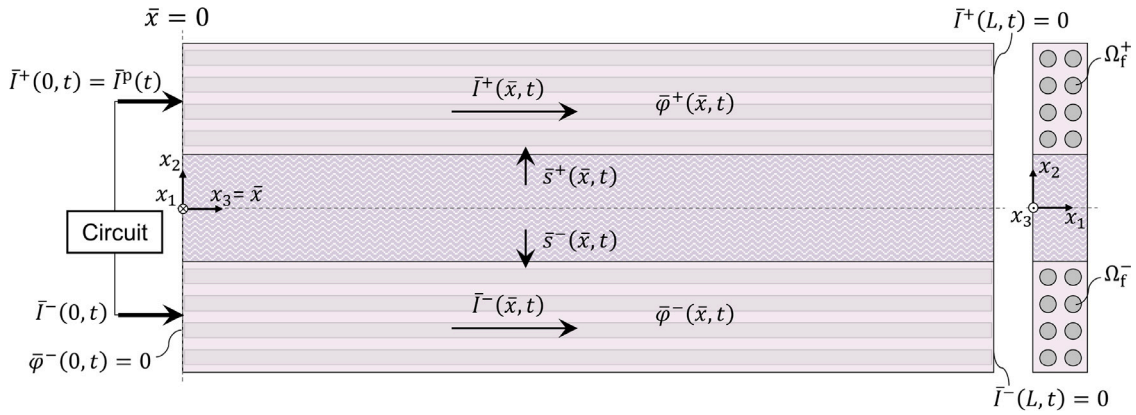 x̄ = 0
Ī⁺(L, t) = 0
Ī⁺(0, t) = Īᵖ(t)
Ī⁺(x̄, t)
φ̄⁺(x̄, t)
Ω_f⁺
x₂
s̄⁺(x̄, t)
x₁
x₃ = x̄
x₂
x₃
x₁
Circuit
s̄⁻(x̄, t)
Ī⁻(0, t)
Ī⁻(x̄, t)
φ̄⁻(x̄, t)
Ω_f⁻
φ̄⁻(0, t) = 0
Ī⁻(L, t) = 0